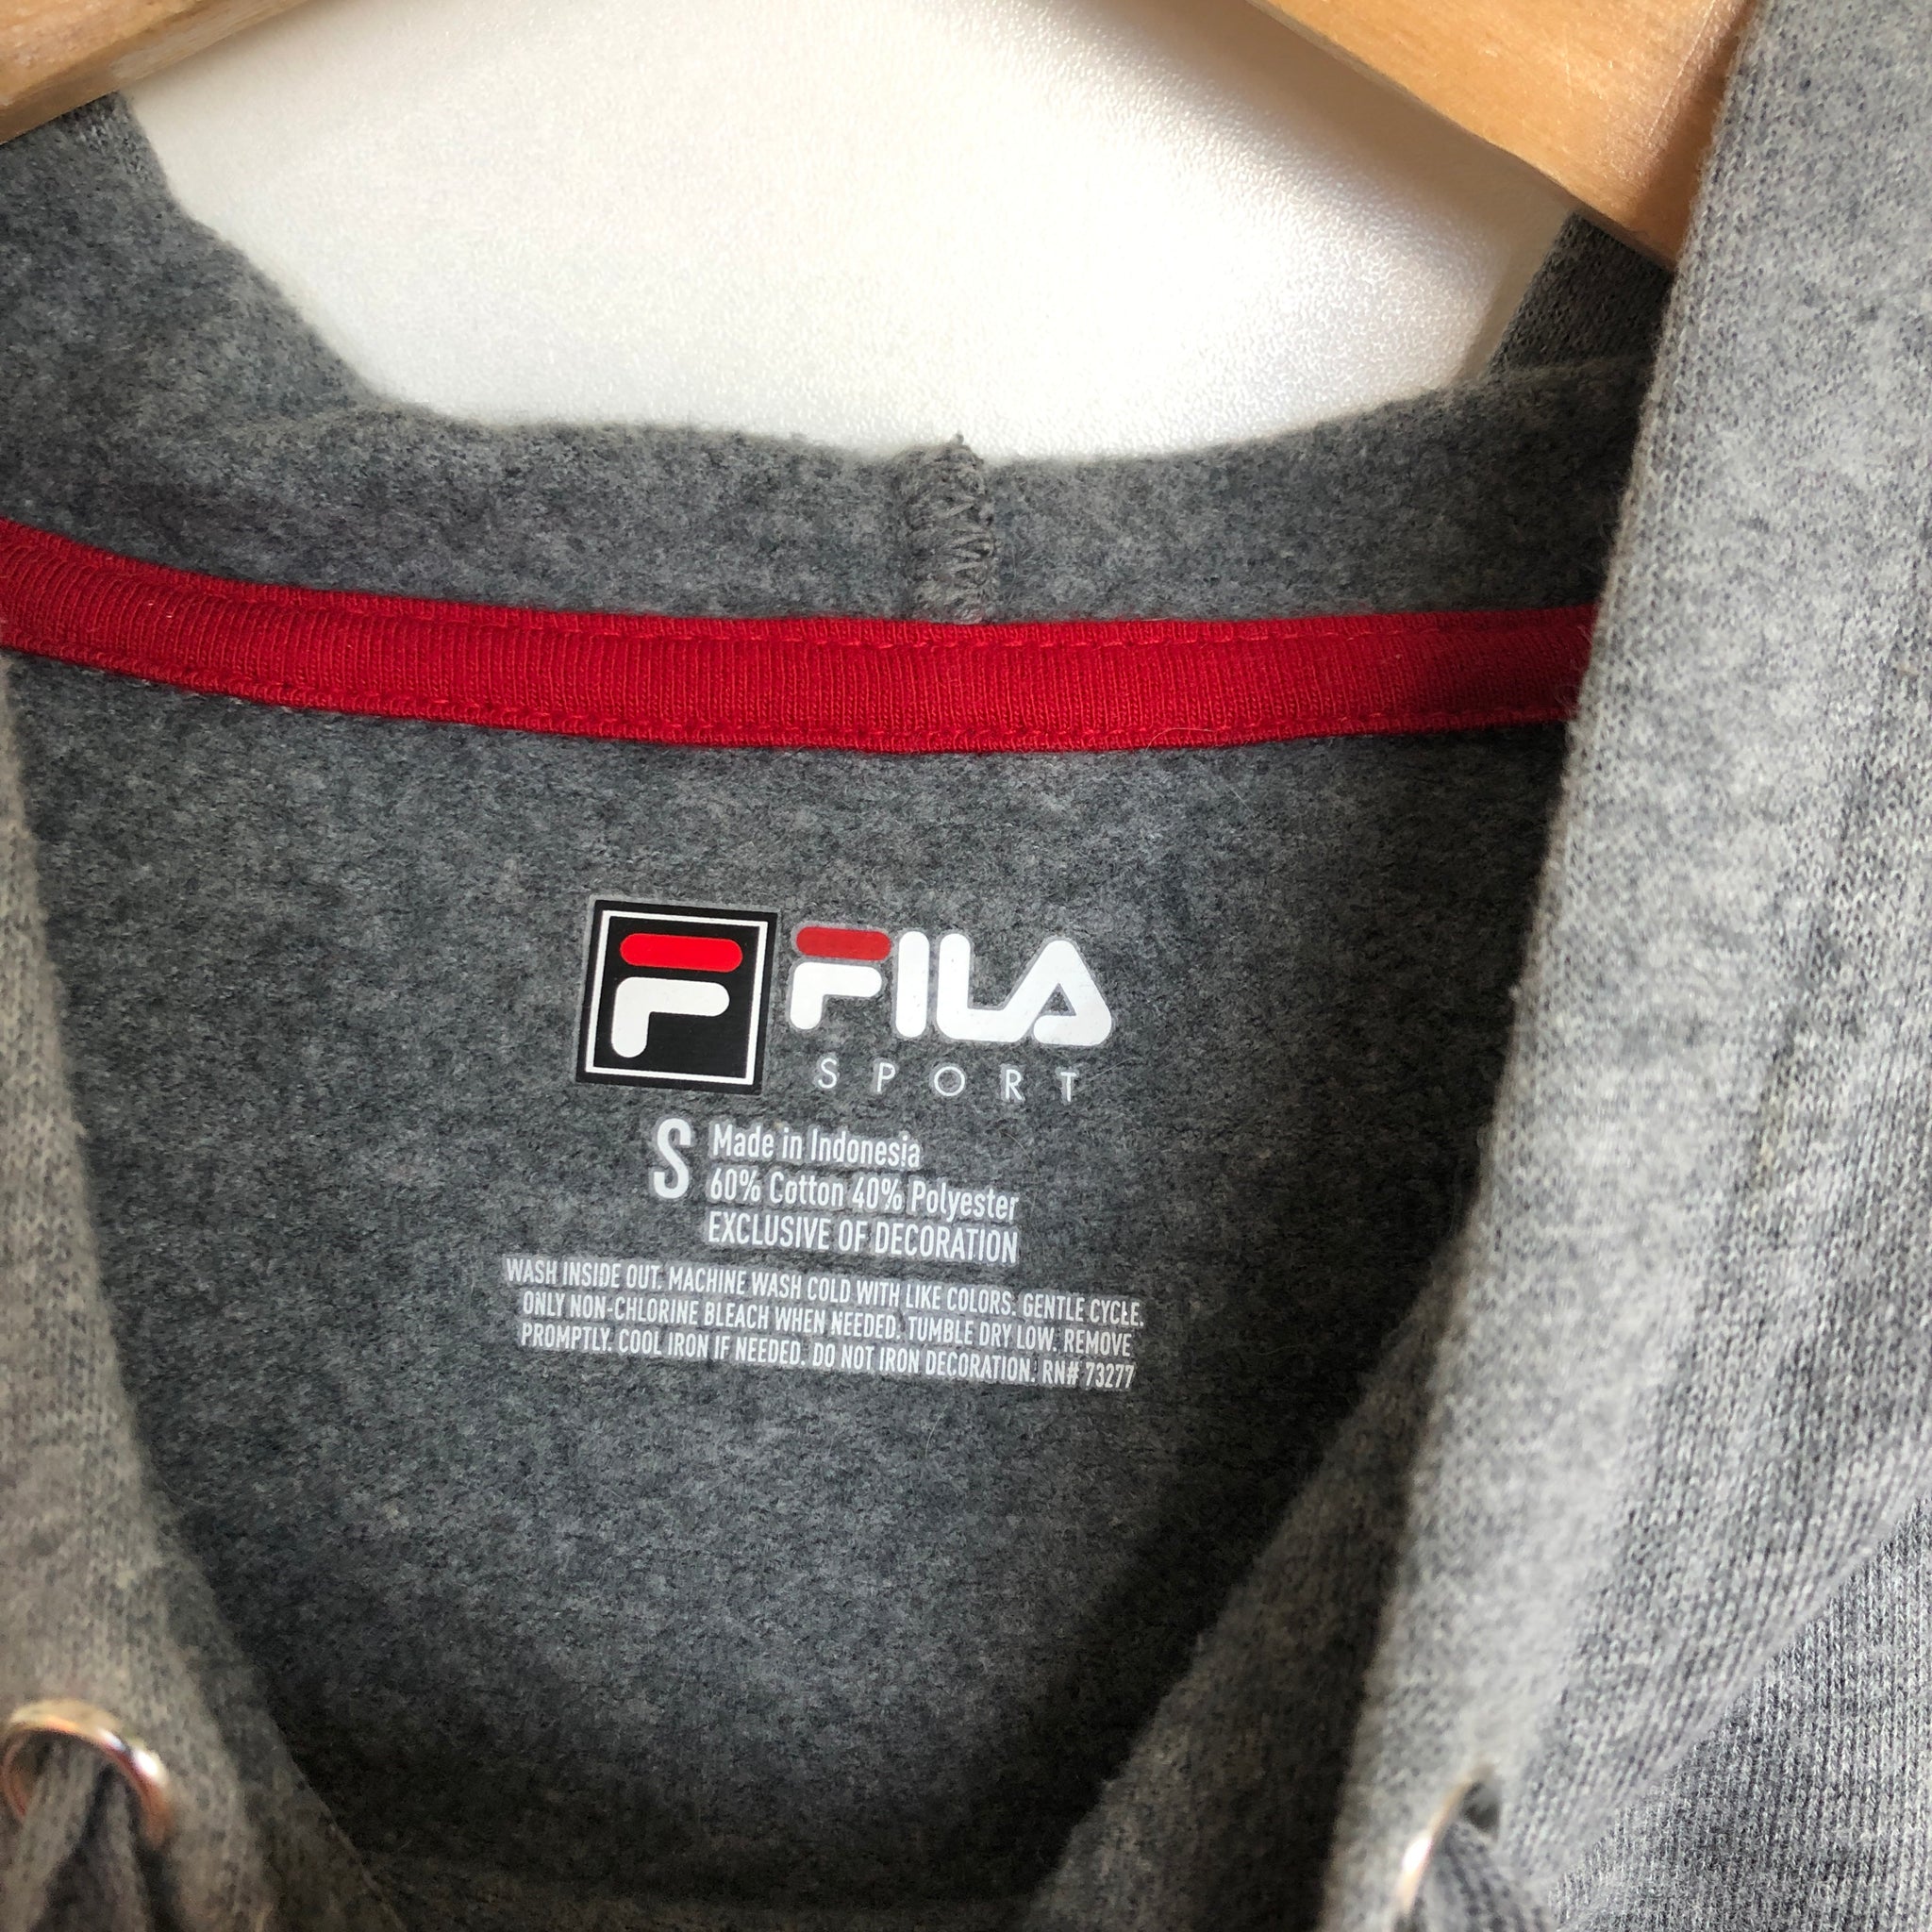 F FILA
SPORT
S Made in Indonesia
60% Cotton 40% Polyester
EXCLUSIVE OF DECORATION
WASH INSIDE OUT. MACHINE WASH COLD WITH LIKE COLORS. GENTLE CYCLE.
ONLY NON-CHLORINE BLEACH WHEN NEEDED. TUMBLE DRY LOW. REMOVE
PROMPTLY. COOL IRON IF NEEDED. DO NOT IRON DECORATION. RN# 73277